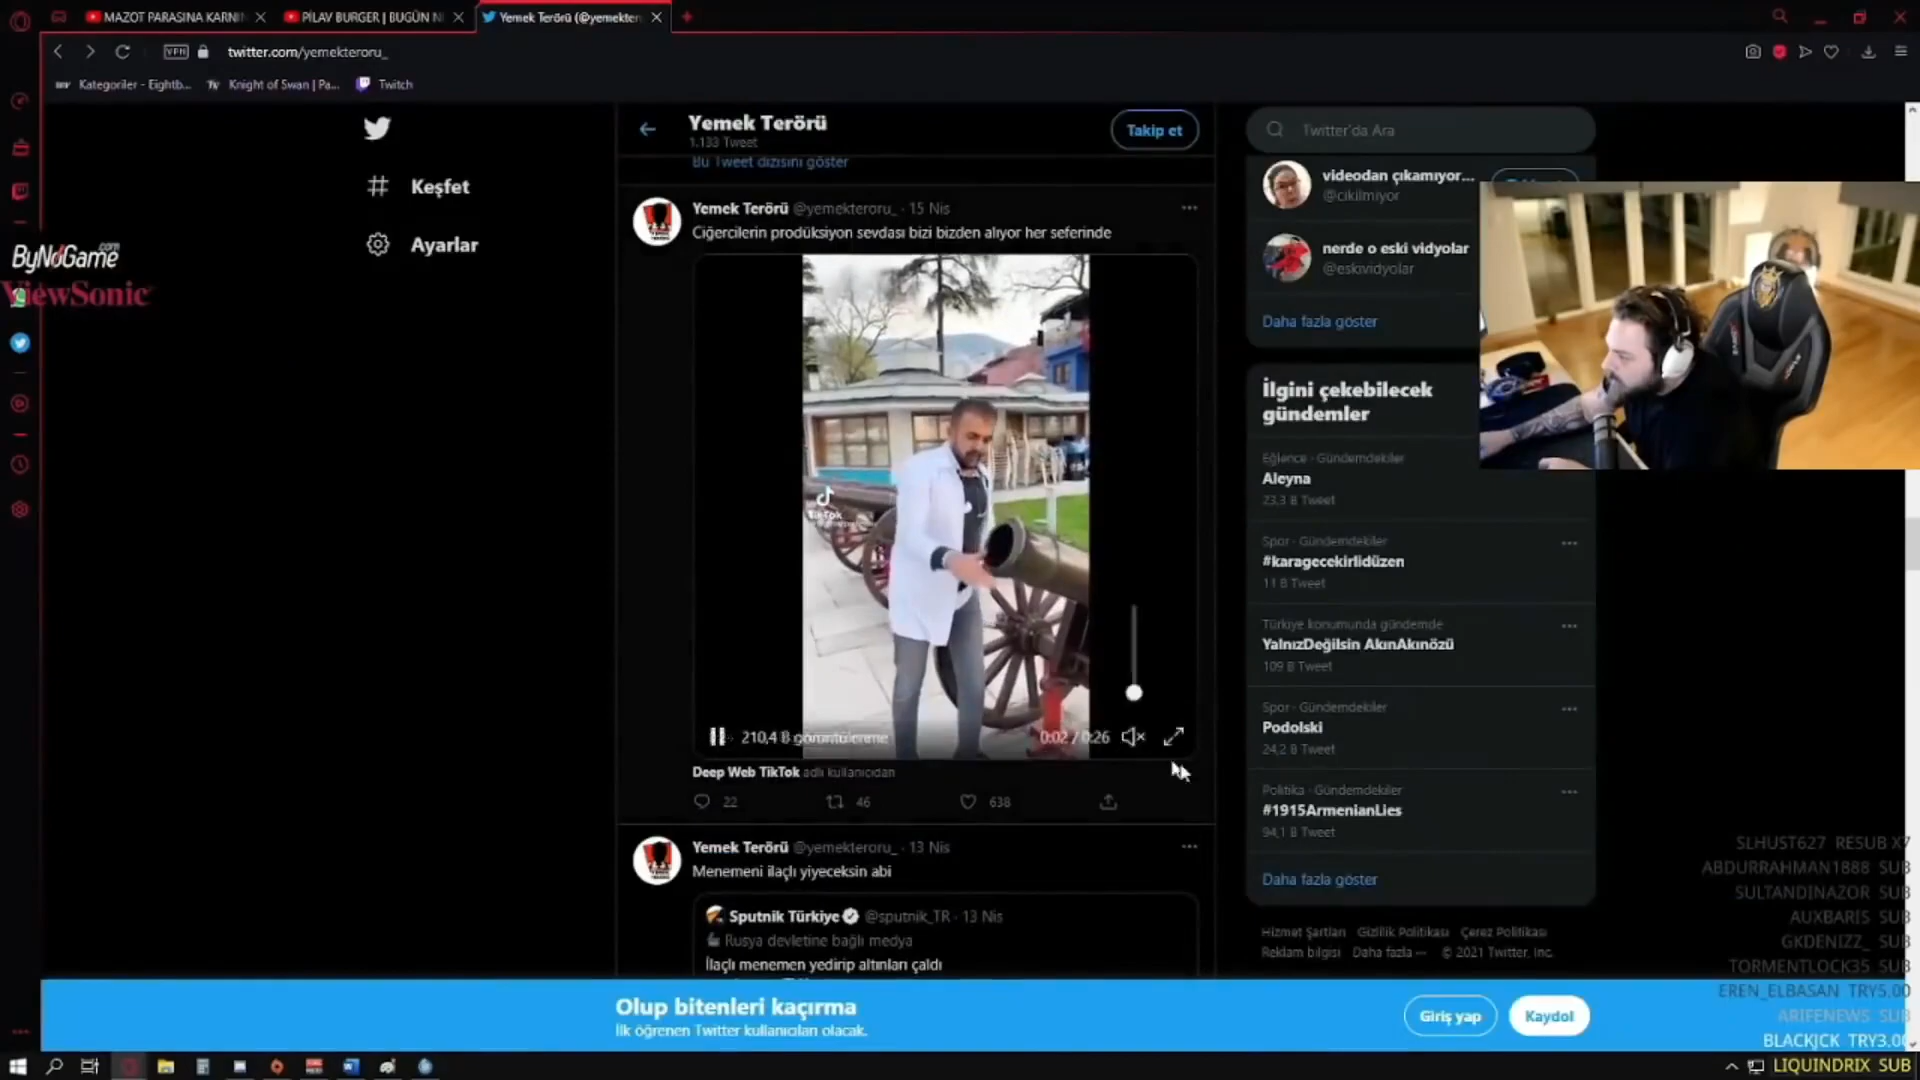 MAZOT PARASINA KARNI
PİLAV BURGER | BUGÜN N
Yemek Terörü (@yemekter
VPN
twitter.com/yemekteroru_
Kategoriler - Eightb...
Knight of Swan | Pa...
Twitch
ByNoGame.com
ViewSonic
Keşfet
Ayarlar
Yemek Terörü
1.133 Tweet
Takip et
Bu Tweet dizisini göster
Yemek Terörü @yemekteroru_ · 15 Nis
Ciğercilerin prodüksiyon sevdası bizi bizden alıyor her seferinde
TikTok
210,4 B görüntülenme
0:02 / 0:26
Deep Web TikTok adlı kullanıcıdan
22
46
638
Yemek Terörü @yemekteroru_ · 13 Nis
Menemeni ilaçlı yiyeceksin abi
Sputnik Türkiye @sputnik_TR · 13 Nis
Rusya devletine bağlı medya
İlaçlı menemen yedirip altınları çaldı
Twitter'da Ara
videodan çıkamıyor...
@cikilmiyor
nerde o eski vidyolar
@eskividyolar
Daha fazla göster
İlgini çekebilecek
gündemler
Eğlence · Gündemdekiler
Aleyna
23,3 B Tweet
Spor · Gündemdekiler
#karagecekirlidüzen
11 B Tweet
Türkiye konumunda gündemde
YalnızDeğilsin AkınAkınözü
109 B Tweet
Spor · Gündemdekiler
Podolski
24,2 B Tweet
Politika · Gündemdekiler
#1915ArmenianLies
94,1 B Tweet
Daha fazla göster
Hizmet Şartları Gizlilik Politikası Çerez Politikası
Reklam bilgisi Daha fazla ··· © 2021 Twitter, Inc.
SLHUST627 RESUB X7
ABDURRAHMAN1888 SUB
SULTANDINAZOR SUB
AUXBARIS SUB
GKDENIZZ_ SUB
TORMENTLOCK35 SUB
EREN_ELBASAN TRY5.00
ARIFENEWS SUB
BLACKJCK TRY3.00
LIQUINDRIX SUB
Olup bitenleri kaçırma
İlk öğrenen Twitter kullanıcıları olacak.
Giriş yap
Kaydol